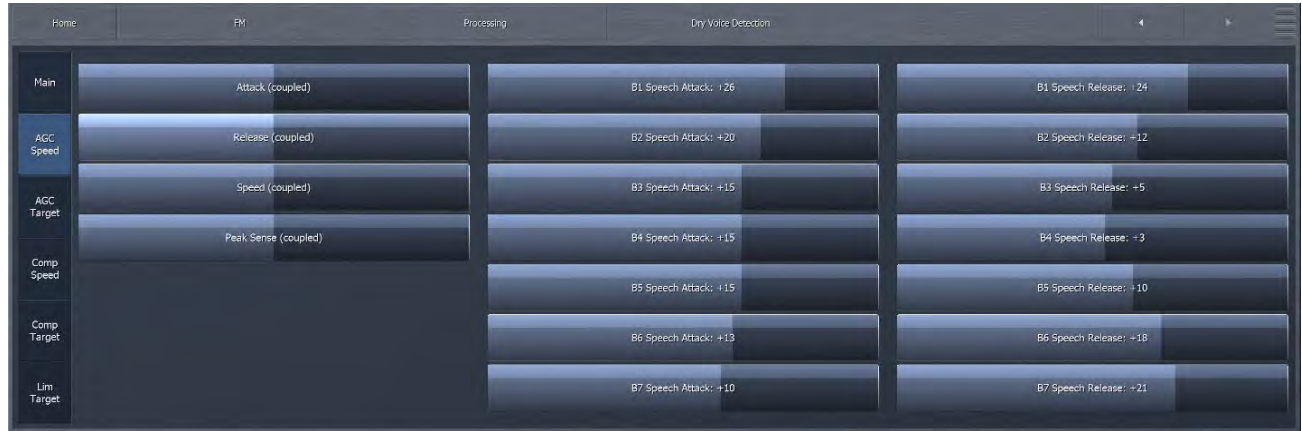 Home FM Processing Dry Voice Detection
Main
AGC
Speed
AGC
Target
Comp
Speed
Comp
Target
Lim
Target
Attack (coupled)
Release (coupled)
Speed (coupled)
Peak Sense (coupled)
B1 Speech Attack: +26
B2 Speech Attack: +20
B3 Speech Attack: +15
B4 Speech Attack: +15
B5 Speech Attack: +15
B6 Speech Attack: +13
B7 Speech Attack: +10
B1 Speech Release: +24
B2 Speech Release: +12
B3 Speech Release: +5
B4 Speech Release: +3
B5 Speech Release: +10
B6 Speech Release: +18
B7 Speech Release: +21